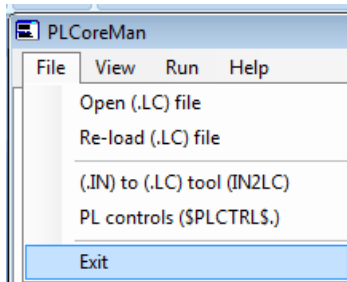 PLCoreMan
File View Run Help
Open (.LC) file
Re-load (.LC) file
(.IN) to (.LC) tool (IN2LC)
PL controls ($PLCTRL$.)
Exit